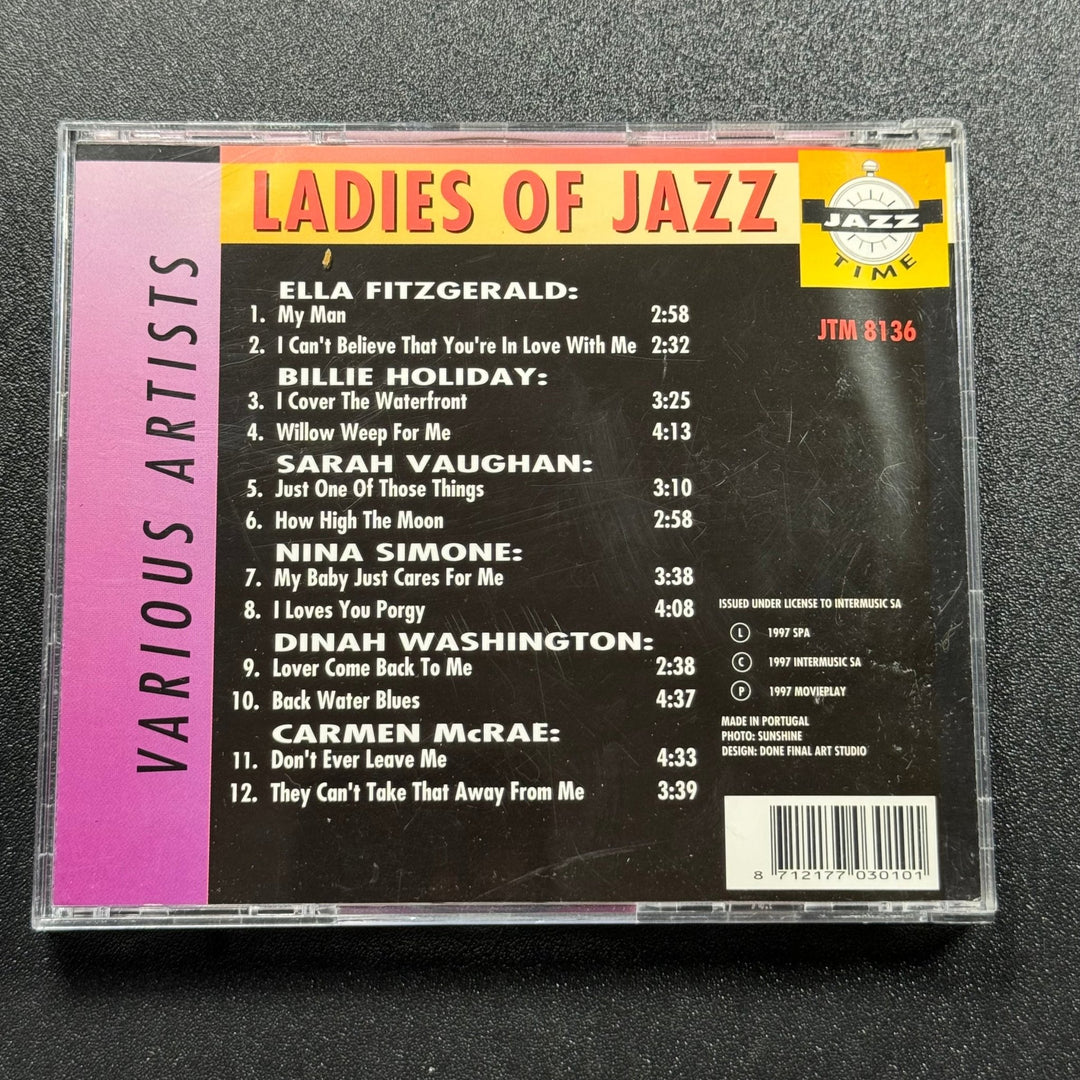 VARIOUS ARTISTS
LADIES OF JAZZ
JAZZ
TIME
JTM 8136
ELLA FITZGERALD:
1. My Man 2:58
2. I Can't Believe That You're In Love With Me 2:32
BILLIE HOLIDAY:
3. I Cover The Waterfront 3:25
4. Willow Weep For Me 4:13
SARAH VAUGHAN:
5. Just One Of Those Things 3:10
6. How High The Moon 2:58
NINA SIMONE:
7. My Baby Just Cares For Me 3:38
8. I Loves You Porgy 4:08
DINAH WASHINGTON:
9. Lover Come Back To Me 2:38
10. Back Water Blues 4:37
CARMEN McRAE:
11. Don't Ever Leave Me 4:33
12. They Can't Take That Away From Me 3:39
ISSUED UNDER LICENSE TO INTERMUSIC SA
Ⓛ 1997 SPA
Ⓒ 1997 INTERMUSIC SA
Ⓟ 1997 MOVIEPLAY
MADE IN PORTUGAL
PHOTO: SUNSHINE
DESIGN: DONE FINAL ART STUDIO
8 712177 030101